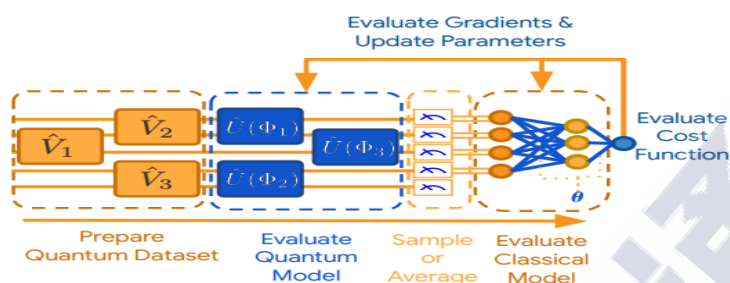 Evaluate Gradients &
Update Parameters
V̂₁
V̂₂
V̂₃
Û(Φ₁)
Û(Φ₂)
Û(Φ₃)
Evaluate
Cost
Function
θ
Prepare
Quantum Dataset
Evaluate
Quantum
Model
Sample
or
Average
Evaluate
Classical
Model